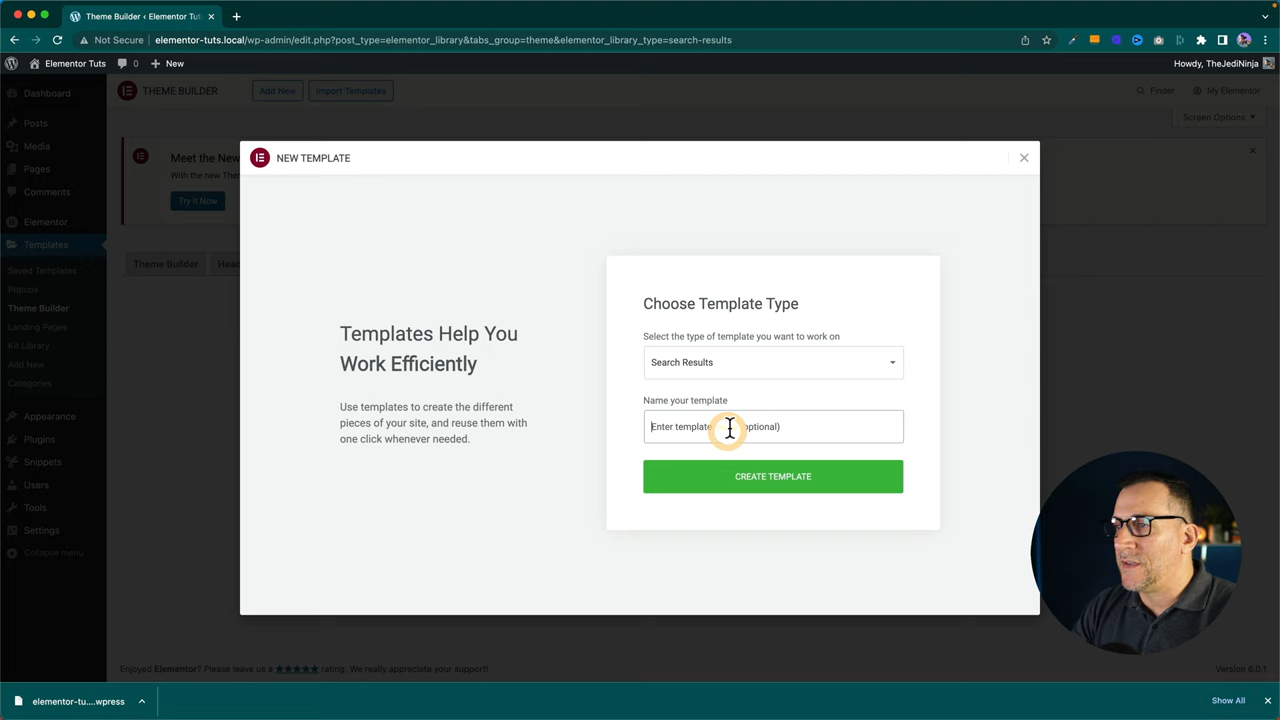 Theme Builder ‹ Elementor Tut
Not Secure
elementor-tuts.local/wp-admin/edit.php?post_type=elementor_library&tabs_group=theme&elementor_library_type=search-results
Elementor Tuts
0
New
Howdy, TheJediNinja
Dashboard
Posts
Media
Pages
Comments
Elementor
Templates
Saved Templates
Popups
Theme Builder
Landing Pages
Kit Library
Add New
Categories
Appearance
Plugins
Snippets
Users
Tools
Settings
Collapse menu
THEME BUILDER
Add New
Import Templates
Finder
My Elementor
Screen Options
Meet the New
With the new Them
Try it Now
Theme Builder
Head
NEW TEMPLATE
Templates Help You
Work Efficiently
Use templates to create the different
pieces of your site, and reuse them with
one click whenever needed.
Choose Template Type
Select the type of template you want to work on
Search Results
Name your template
Enter template optional)
CREATE TEMPLATE
Enjoyed Elementor? Please leave us a ★★★★★ rating. We really appreciate your support!
Version 6.0.1
elementor-tu....wpress
Show All